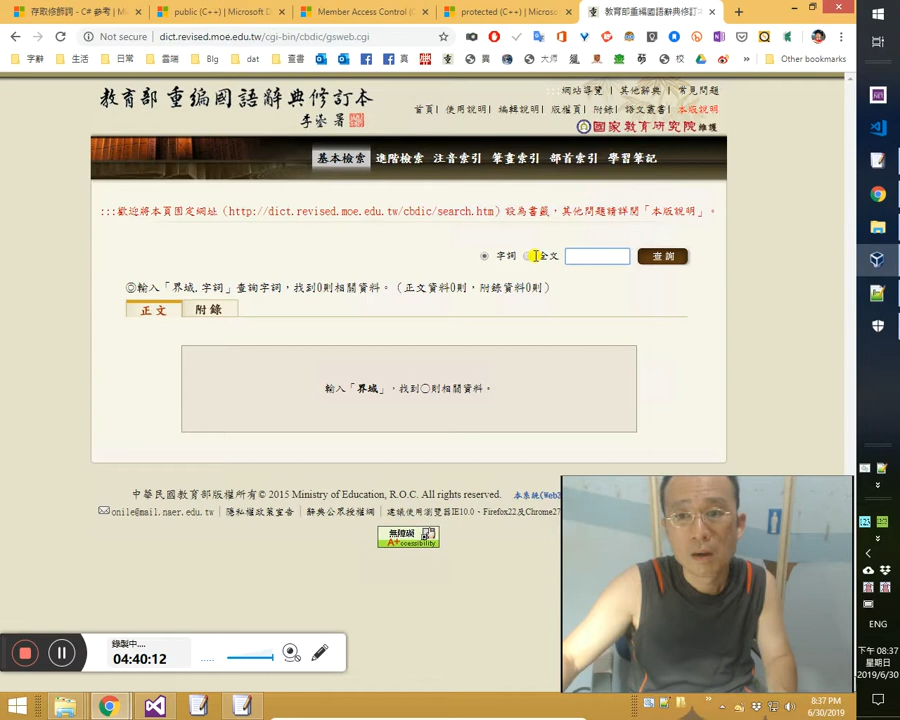 存取修飾詞 - C# 參考 | M
public (C++) | Microsoft D
Member Access Control (
protected (C++) | Microso
教育部重編國語辭典修訂本
Not secure | dict.revised.moe.edu.tw/cgi-bin/cbdic/gsweb.cgi
字辭 生活 日常 雲端 Blg dat 查書 真 異 大師 校 » Other bookmarks
教育部 重編國語辭典修訂本
:::網站導覽 | 其他辭典 | 常見問題
首頁| 使用說明| 編輯說明| 版權頁| 附錄| 語文叢書| 本版說明
國家教育研究院 維護
基本檢索 進階檢索 注音索引 筆畫索引 部首索引 學習筆記
:::歡迎將本頁固定網址（http://dict.revised.moe.edu.tw/cbdic/search.htm）設為書籤，其他問題請詳閱「本版說明」。
字詞 全文 查詢
◎輸入「界域.字詞」查詢字詞，找到0則相關資料。（正文資料0則，附錄資料0則）
正文 附錄
輸入「界域」，找到○則相關資料。
中華民國教育部版權所有© 2015 Ministry of Education, R.O.C. All rights reserved. 本系統(Web2
onile@mail.naer.edu.tw | 隱私權政策宣告 | 辭典公眾授權網 | 建議使用瀏覽器IE10.0、Firefox22及Chrome27
無障礙
A+ccessibility
錄製中....
04:40:12
ENG
下午 08:37
星期日
2019/6/30
8:37 PM
6/30/2019